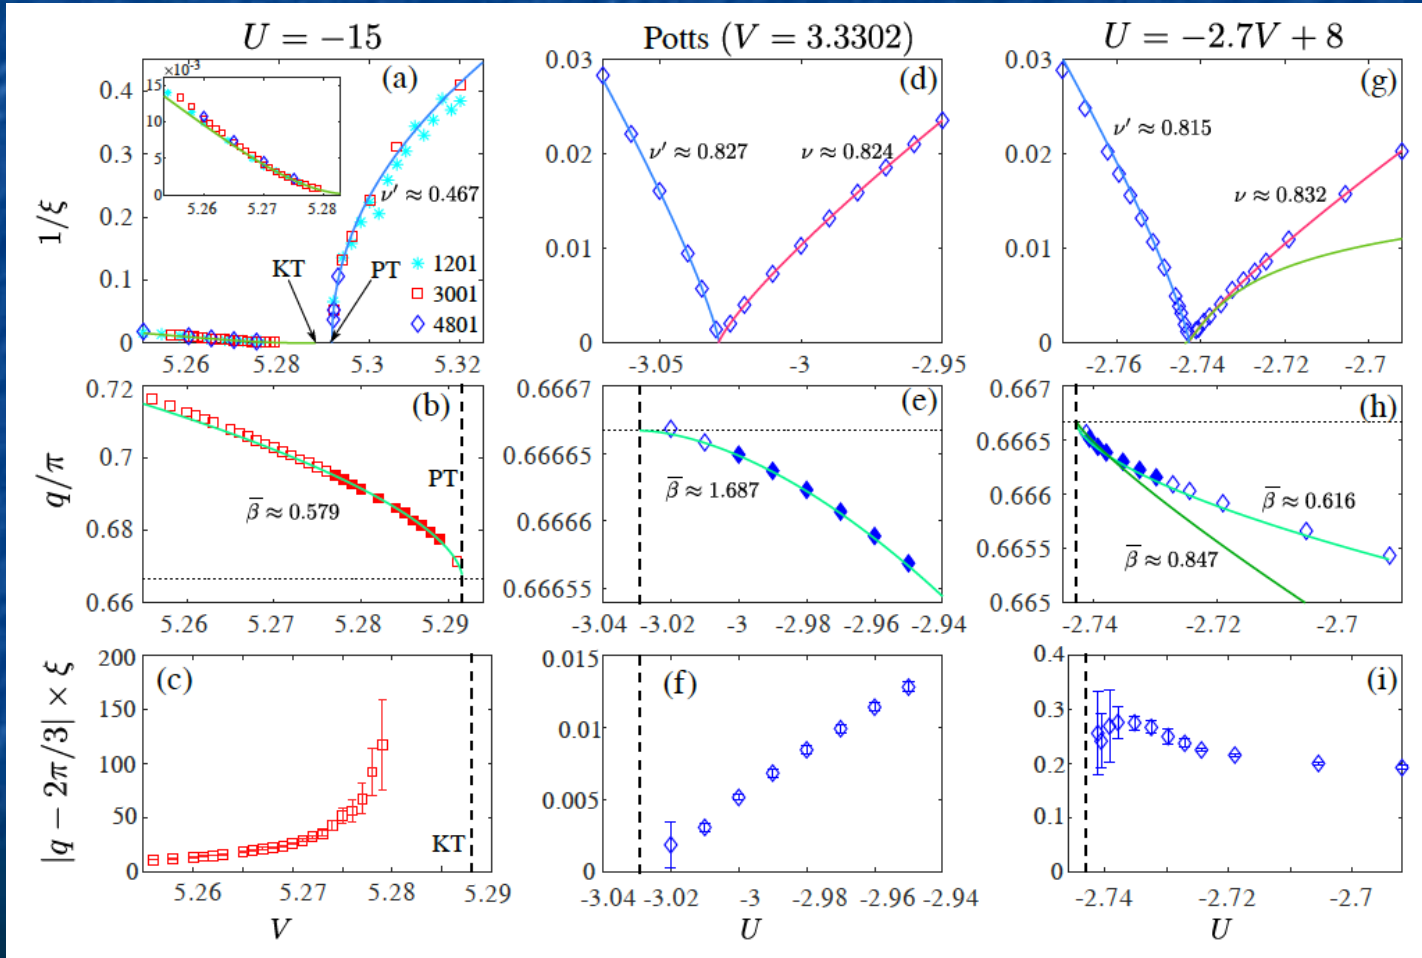 U = −15
Potts (V = 3.3302)
U = −2.7V + 8
1/ξ
(a)
×10⁻³
15
10
5
0
5.26
5.27
5.28
ν′ ≈ 0.467
KT
PT
1201
3001
4801
0.4
0.3
0.2
0.1
0
5.26
5.28
5.3
5.32
(d)
ν′ ≈ 0.827
ν ≈ 0.824
0.03
0.02
0.01
0
-3.05
-3
-2.95
(g)
ν′ ≈ 0.815
ν ≈ 0.832
0.03
0.02
0.01
0
-2.76
-2.74
-2.72
-2.7
q/π
(b)
PT
β̅ ≈ 0.579
0.72
0.7
0.68
0.66
5.26
5.27
5.28
5.29
(e)
β̅ ≈ 1.687
0.6667
0.66665
0.6666
0.66655
-3.04
-3.02
-3
-2.98
-2.96
-2.94
(h)
β̅ ≈ 0.616
β̅ ≈ 0.847
0.667
0.6665
0.666
0.6655
0.665
-2.74
-2.72
-2.7
|q − 2π/3| × ξ
(c)
KT
200
150
100
50
0
5.26
5.27
5.28
5.29
V
(f)
0.015
0.01
0.005
0
-3.04
-3.02
-3
-2.98
-2.96
-2.94
U
(i)
0.4
0.3
0.2
0.1
0
-2.74
-2.72
-2.7
U